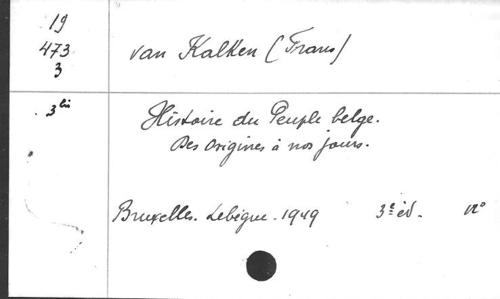 19
473
3
van Kalken (Frans)
3bis
Histoire du Peuple belge.
Des Origines à nos jours.
Bruxelles. Lebègue. 1949 3e éd. 12°